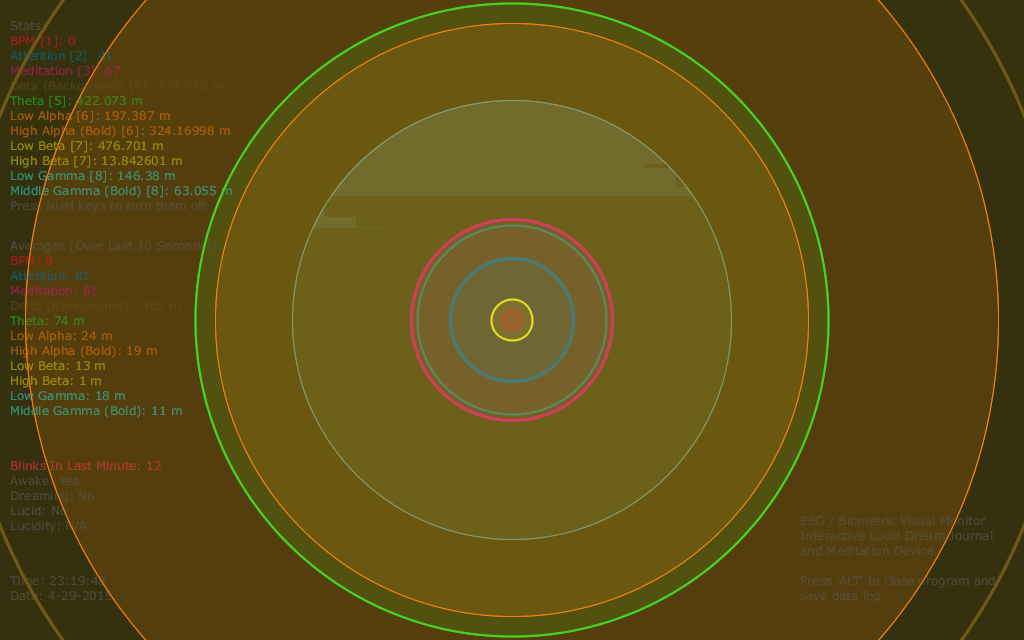 Stats:
BPM [1]: 0
Attention [2]: 41
Meditation [3]: 67
Delta (Background) [4]: 734.978 m
Theta [5]: 422.073 m
Low Alpha [6]: 197.387 m
High Alpha (Bold) [6]: 324.16998 m
Low Beta [7]: 476.701 m
High Beta [7]: 13.842601 m
Low Gamma [8]: 146.38 m
Middle Gamma (Bold) [8]: 63.055 m
Press NUM keys to turn them off
Averages (Over Last 10 Seconds)
BPM: 0
Attention: 81
Meditation: 61
Delta (Background): 405 m
Theta: 74 m
Low Alpha: 24 m
High Alpha (Bold): 19 m
Low Beta: 13 m
High Beta: 1 m
Low Gamma: 18 m
Middle Gamma (Bold): 11 m
Blinks In Last Minute: 12
Awake: Yes
Dreaming: No
Lucid: No
Lucidity: N/A
Time:
Date: 4-29-2015
EEG / Biometric Visual Monitor
Interactive Lucid Dream Journal
and Meditation Device
Press 'ALT' to close program and
save data log.